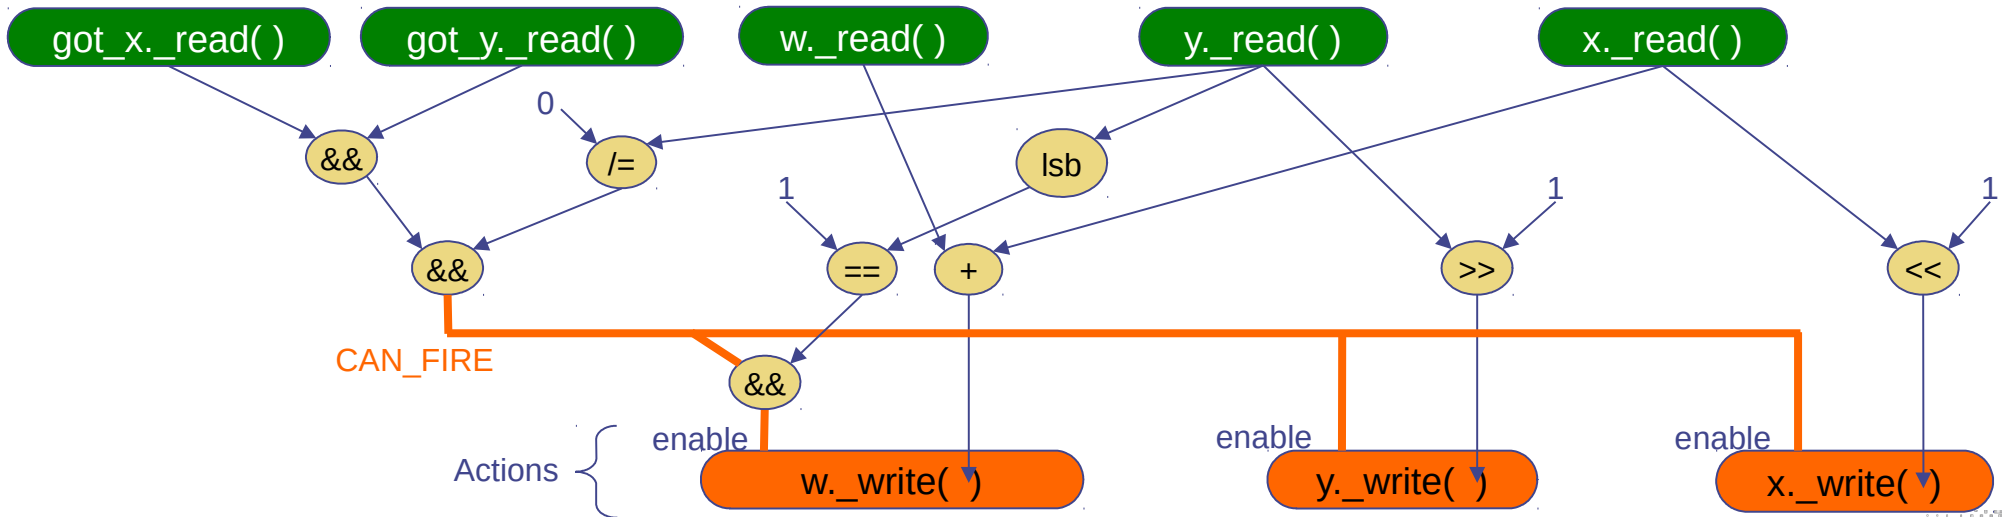 got_x._read( )
got_y._read( )
w._read( )
y._read( )
x._read( )
0
&&
/=
lsb
1
1
1
&&
==
+
>>
<<
CAN_FIRE
&&
enable
enable
enable
Actions
w._write( )
y._write( )
x._write( )